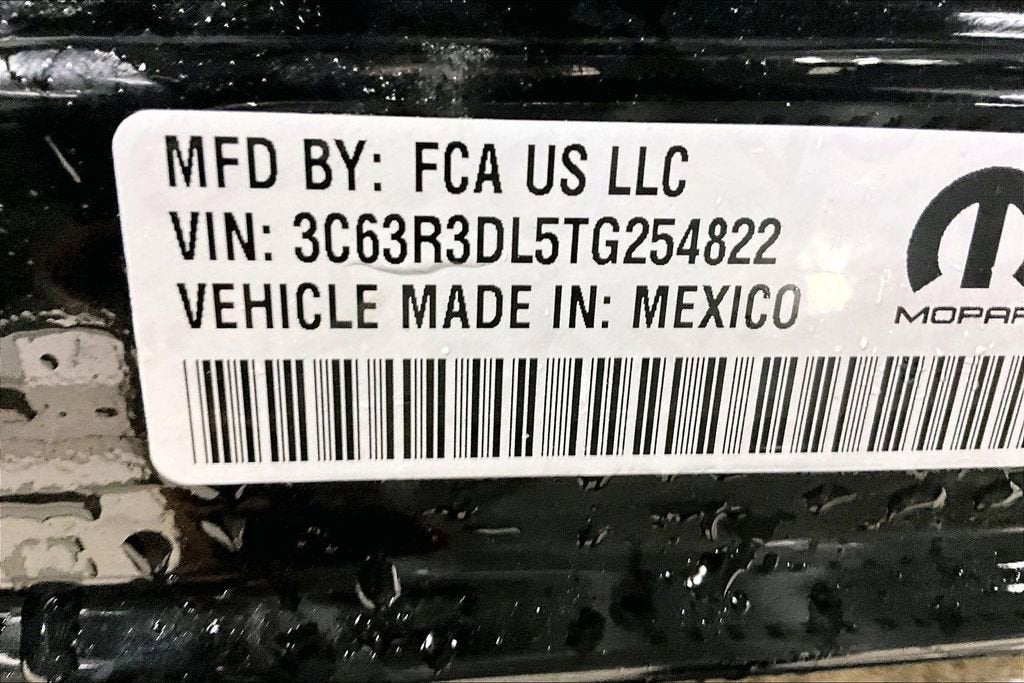 MFD BY: FCA US LLC
VIN: 3C63R3DL5TG254822
VEHICLE MADE IN: MEXICO
MOPAR